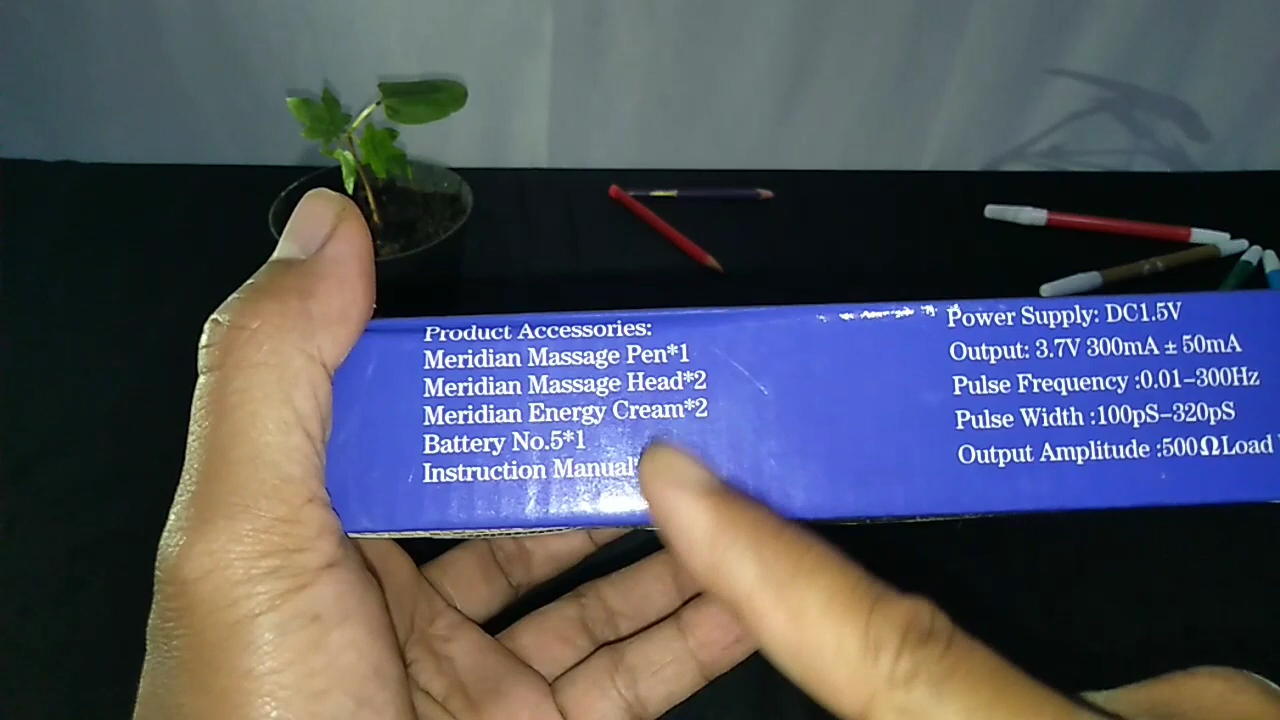 Product Accessories:
Meridian Massage Pen*1
Meridian Massage Head*2
Meridian Energy Cream*2
Battery No.5*1
Instruction Manual
Power Supply: DC1.5V
Output: 3.7V 300mA ± 50mA
Pulse Frequency :0.01-300Hz
Pulse Width :100pS-320pS
Output Amplitude :500ΩLoad